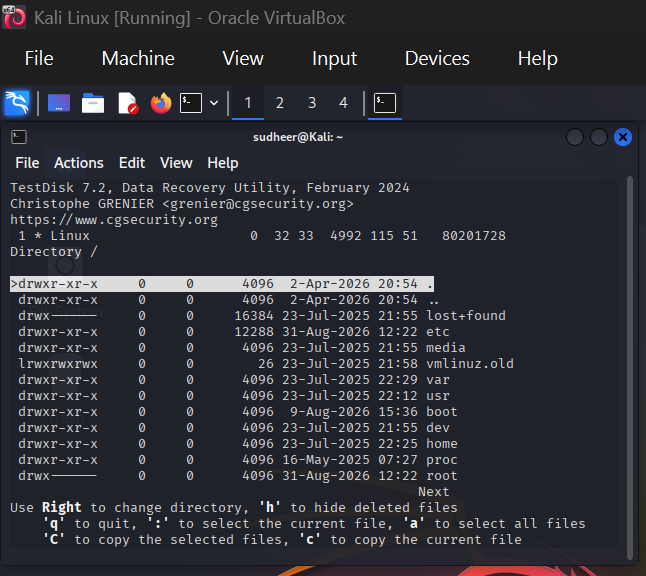 x64
Kali Linux [Running] - Oracle VirtualBox
File Machine View Input Devices Help
1 2 3 4
sudheer@Kali: ~
File Actions Edit View Help
TestDisk 7.2, Data Recovery Utility, February 2024
Christophe GRENIER <grenier@cgsecurity.org>
https://www.cgsecurity.org
1 * Linux 0 32 33 4992 115 51 80201728
Directory /
>drwxr-xr-x 0 0 4096 2-Apr-2026 20:54 .
drwxr-xr-x 0 0 4096 2-Apr-2026 20:54 ..
drwx------ 0 0 16384 23-Jul-2025 21:55 lost+found
drwxr-xr-x 0 0 12288 31-Aug-2026 12:22 etc
drwxr-xr-x 0 0 4096 23-Jul-2025 21:55 media
lrwxrwxrwx 0 0 26 23-Jul-2025 21:58 vmlinuz.old
drwxr-xr-x 0 0 4096 23-Jul-2025 22:29 var
drwxr-xr-x 0 0 4096 23-Jul-2025 22:12 usr
drwxr-xr-x 0 0 4096 9-Aug-2026 15:36 boot
drwxr-xr-x 0 0 4096 23-Jul-2025 21:55 dev
drwxr-xr-x 0 0 4096 23-Jul-2025 22:25 home
drwxr-xr-x 0 0 4096 16-May-2025 07:27 proc
drwx------ 0 0 4096 31-Aug-2026 12:22 root
Next
Use Right to change directory, 'h' to hide deleted files
'q' to quit, ':' to select the current file, 'a' to select all files
'C' to copy the selected files, 'c' to copy the current file